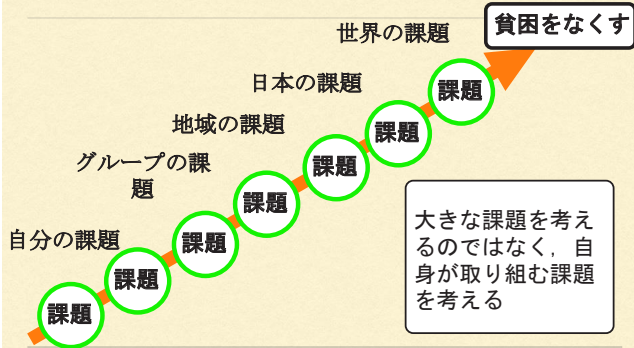 貧困をなくす
世界の課題
課題
日本の課題
課題
地域の課題
課題
グループの課
題
課題
自分の課題
課題
課題
課題
大きな課題を考え
るのではなく，自
身が取り組む課題
を考える